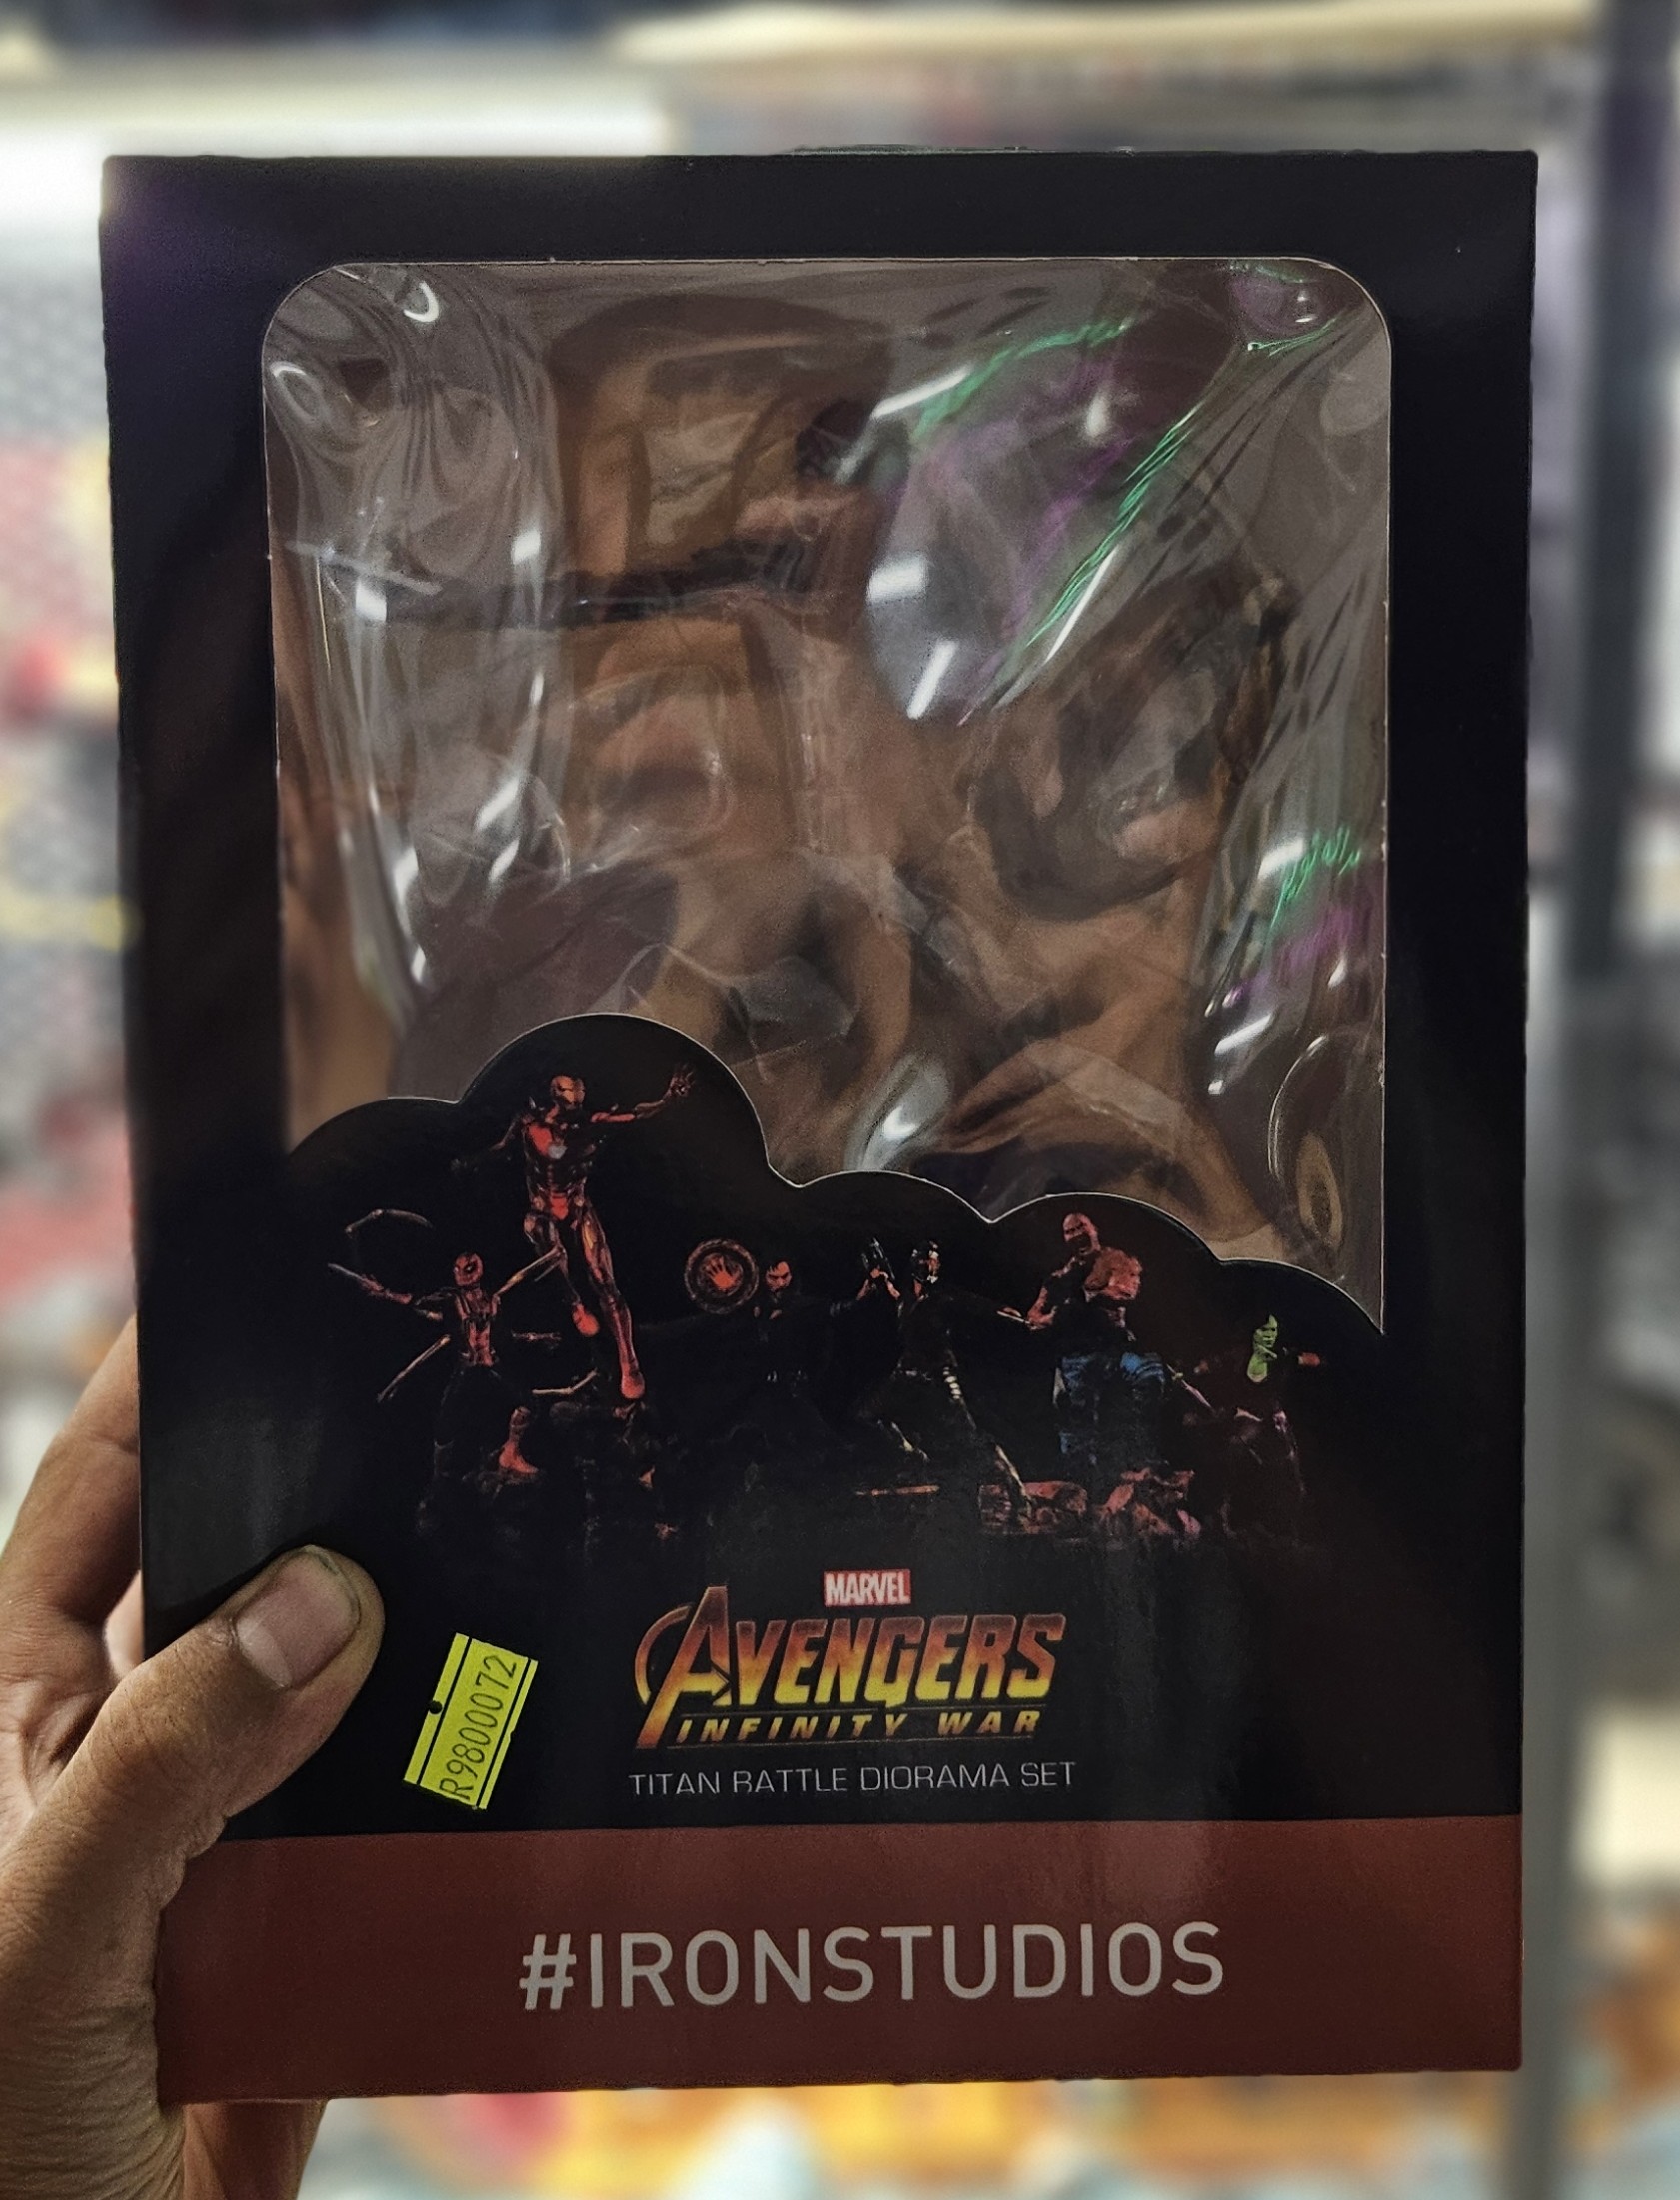 MARVEL
AVENGERS
INFINITY WAR
R9800072
TITAN BATTLE DIORAMA SET
#IRONSTUDIOS